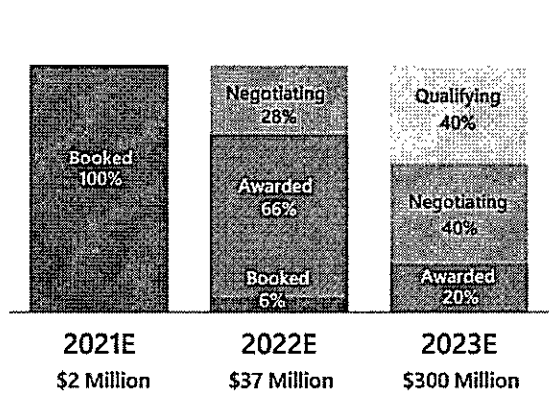 Booked
100%
Negotiating
28%
Awarded
66%
Booked
6%
Qualifying
40%
Negotiating
40%
Awarded
20%
2021E
2022E
2023E
$2 Million
$37 Million
$300 Million